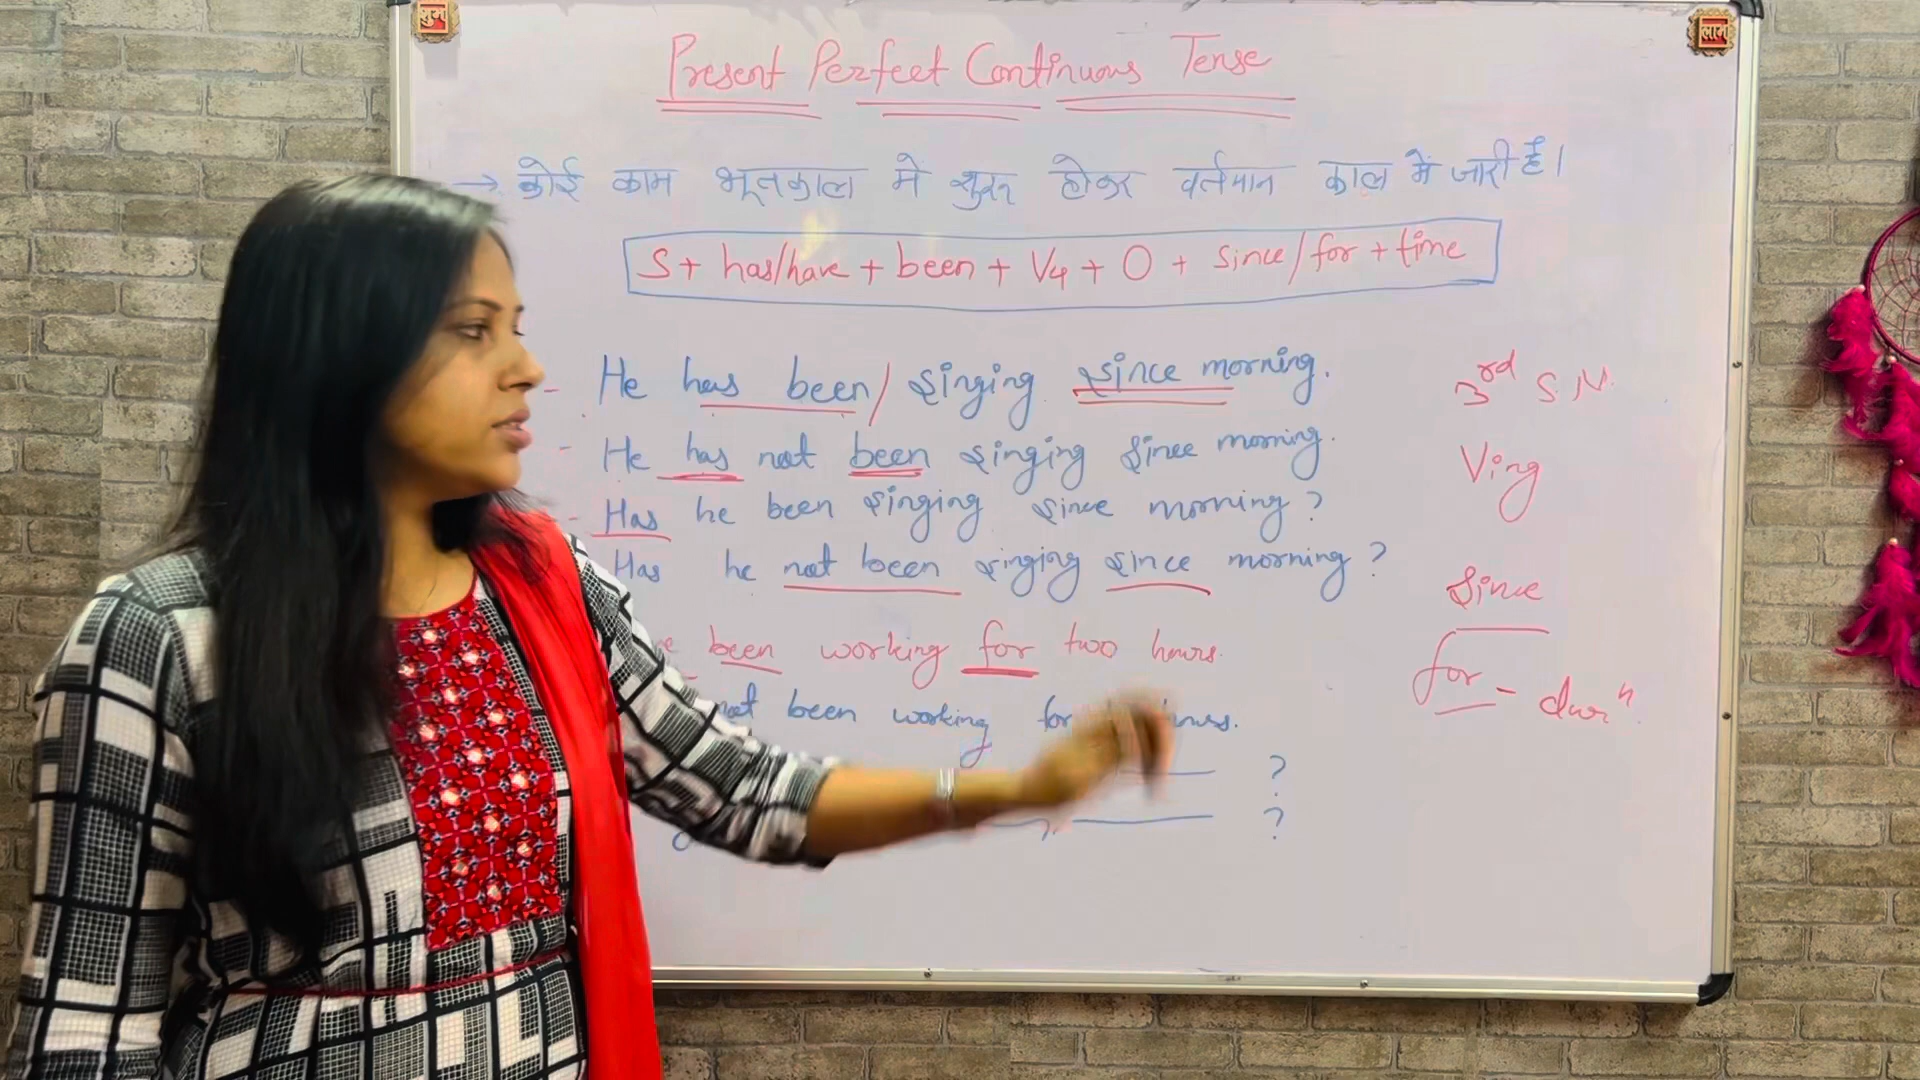 शुभ
लाभ
Present Perfect Continuous Tense
→ कोई काम भूतकाल मे शुरू होकर वर्तमान काल में जारी है।
S + has/have + been + V4 + O + Since/for + time
- He has been / singing since morning.
3rd S.N.
- He has not been singing since morning.
Ving
- Has he been singing since morning?
Has he not been singing since morning?
Since
been working for two hours.
for - durⁿ
not been working for hours.
?
?